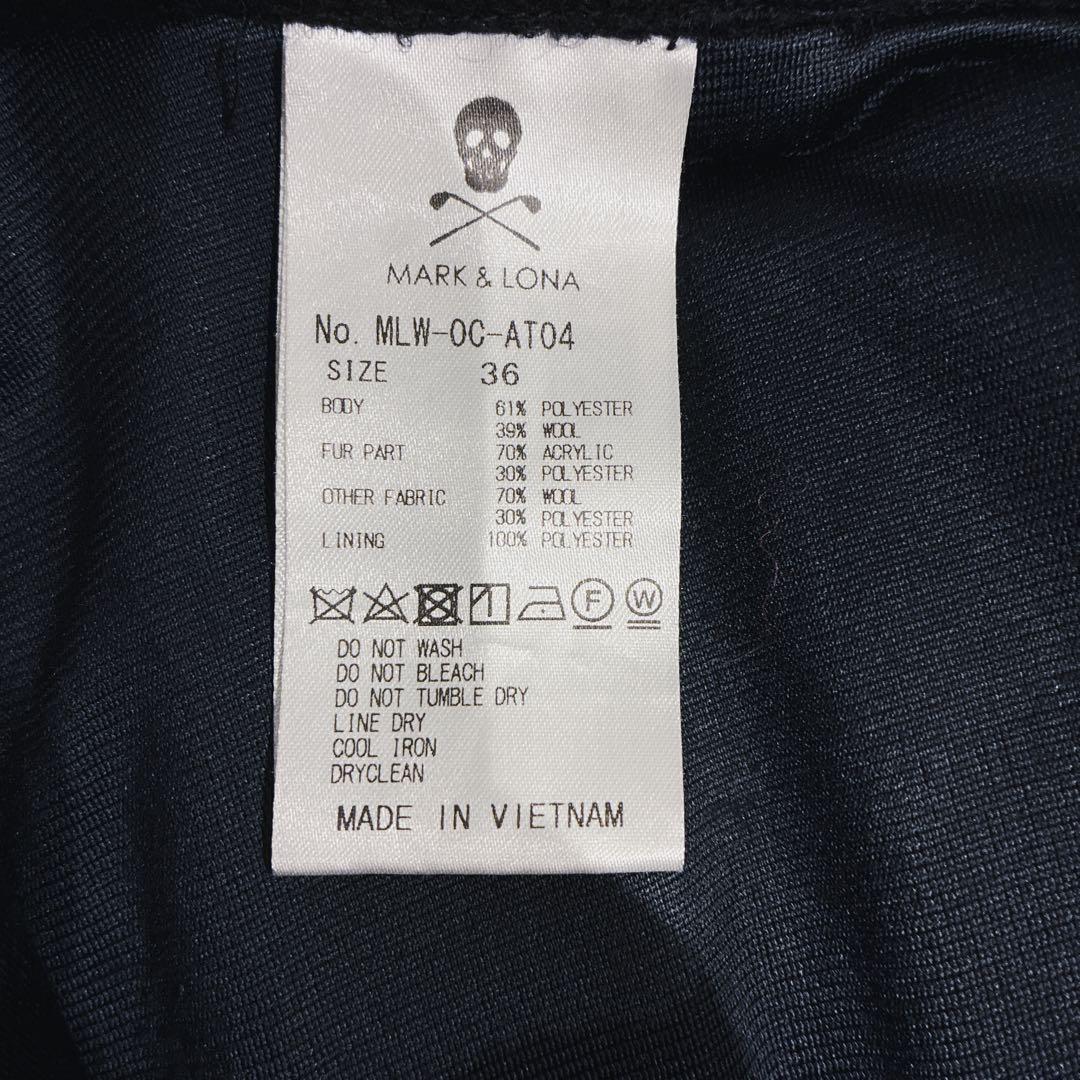 MARK & LONA
No. MLW-OC-AT04
SIZE 36
BODY 61% POLYESTER
39% WOOL
FUR PART 70% ACRYLIC
30% POLYESTER
OTHER FABRIC 70% WOOL
30% POLYESTER
LINING 100% POLYESTER
F W
DO NOT WASH
DO NOT BLEACH
DO NOT TUMBLE DRY
LINE DRY
COOL IRON
DRYCLEAN
MADE IN VIETNAM